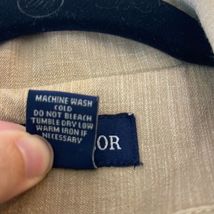 MACHINE WASH
COLD
DO NOT BLEACH
TUMBLE DRY LOW
WARM IRON IF
NECESSARY
OR